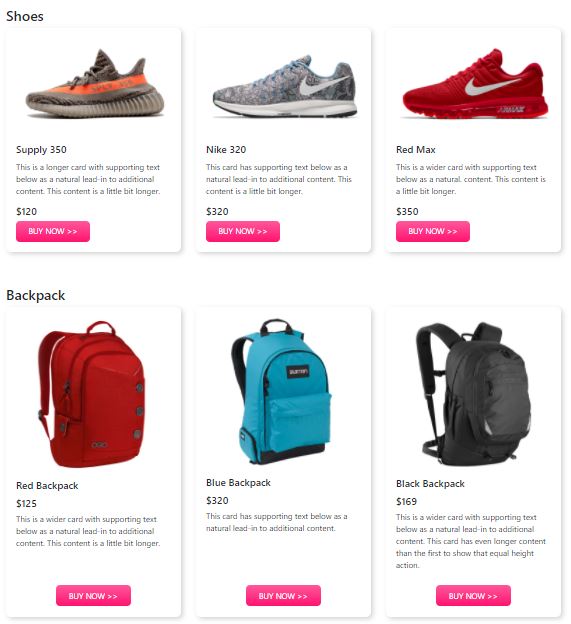 Shoes
Supply 350
This is a longer card with supporting text
below as a natural lead-in to additional
content. This content is a little bit longer.
$120
BUY NOW >>
Nike 320
This card has supporting text below as a
natural lead-in to additional content. This
content is a little bit longer.
$320
BUY NOW >>
AIRMAX
Red Max
This is a wider card with supporting text
below as a natural. content. This content is
a little bit longer.
$350
BUY NOW >>
Backpack
OGIO
Red Backpack
$125
This is a wider card with supporting text
below as a natural lead-in to additional
content. This content is a little bit longer.
BUY NOW >>
BURTON
Blue Backpack
$320
This card has supporting text below as a
natural lead-in to additional content.
BUY NOW >>
Black Backpack
$169
This is a wider card with supporting text
below as a natural lead-in to additional
content. This card has even longer content
than the first to show that equal height
action.
BUY NOW >>